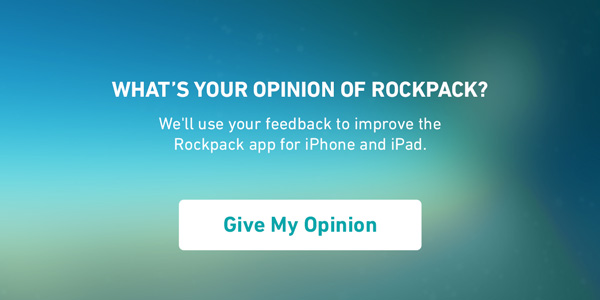 WHAT’S YOUR OPINION OF ROCKPACK?
We'll use your feedback to improve the
Rockpack app for iPhone and iPad.
Give My Opinion